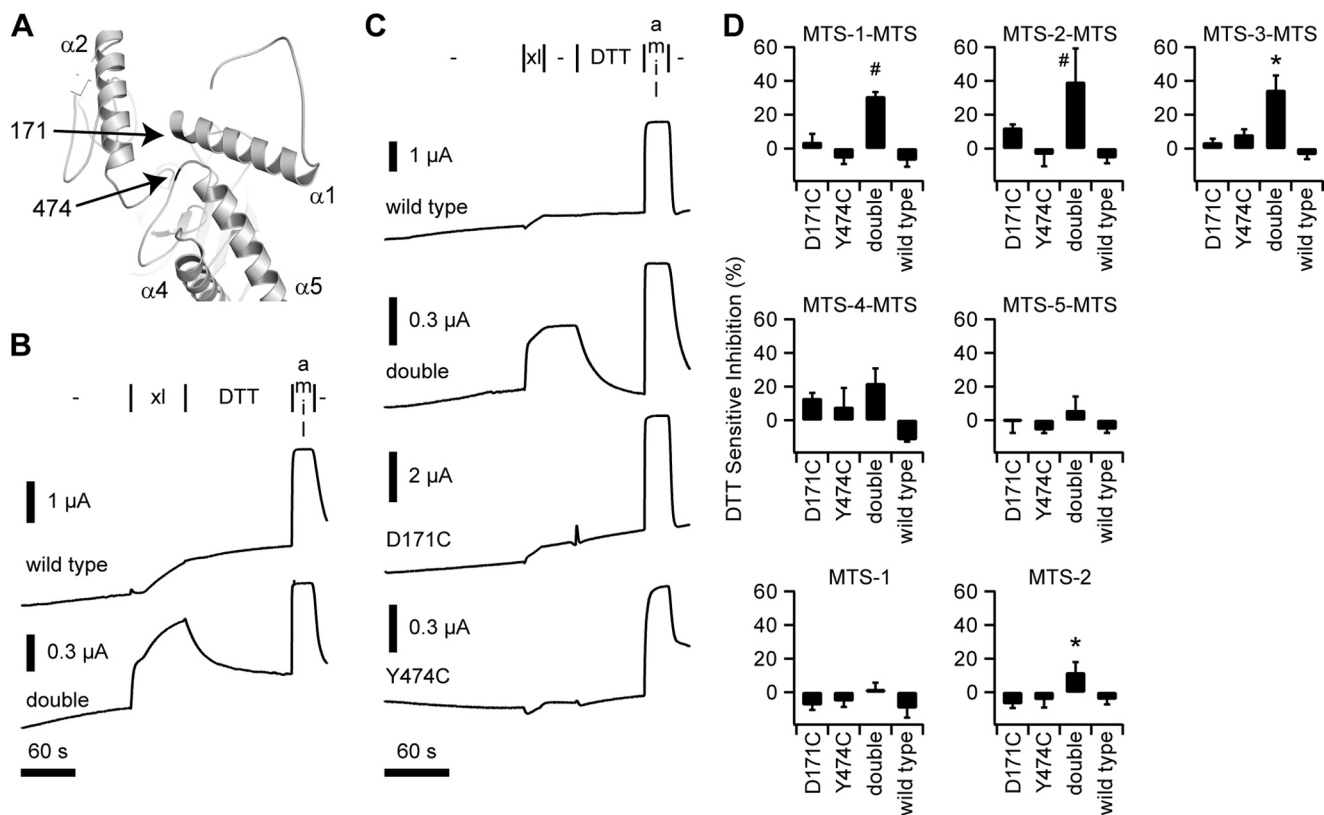 A
α2
171
474
α1
α4
α5
B
- xl DTT a m i l -
1 µA
wild type
0.3 µA
double
60 s
C
- xl - DTT a m i l -
1 µA
wild type
0.3 µA
double
2 µA
D171C
0.3 µA
Y474C
60 s
D
DTT Sensitive Inhibition (%)
MTS-1-MTS
60
40
20
0
#
D171C
Y474C
double
wild type
MTS-2-MTS
60
40
20
0
#
D171C
Y474C
double
wild type
MTS-3-MTS
60
40
20
0
*
D171C
Y474C
double
wild type
MTS-4-MTS
60
40
20
0
D171C
Y474C
double
wild type
MTS-5-MTS
60
40
20
0
D171C
Y474C
double
wild type
MTS-1
60
40
20
0
D171C
Y474C
double
wild type
MTS-2
60
40
20
0
*
D171C
Y474C
double
wild type